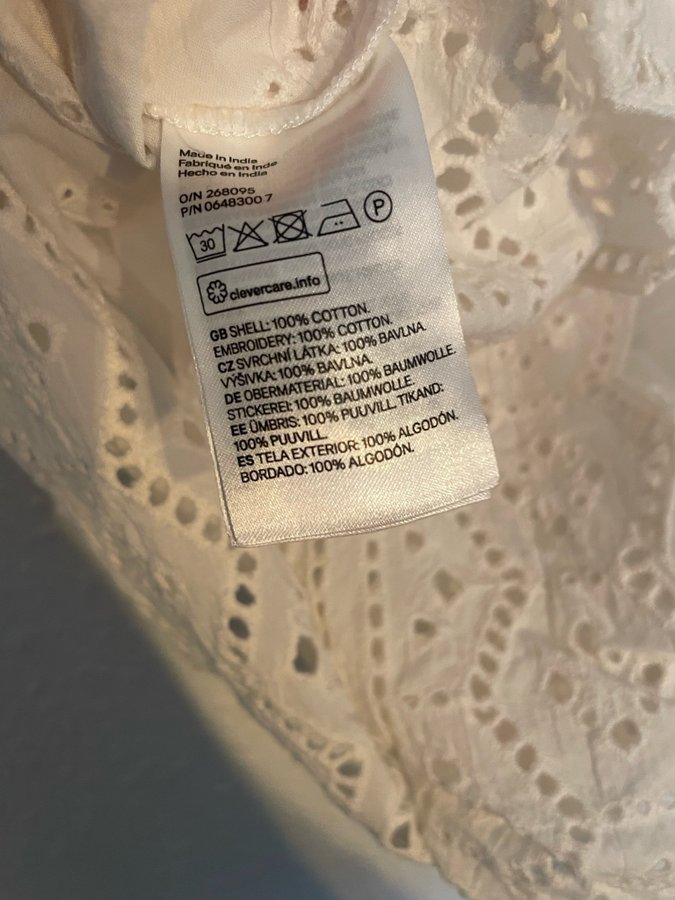 Made in India
Fabriqué en Inde
Hecho en India
O/N 268095
P/N 0648300 7
30 P
clevercare.info
GB SHELL: 100% COTTON.
EMBROIDERY: 100% COTTON.
CZ SVRCHNÍ LÁTKA: 100% BAVLNA.
VÝŠIVKA: 100% BAVLNA.
DE OBERMATERIAL: 100% BAUMWOLLE.
STICKEREI: 100% BAUMWOLLE.
EE ÜMBRIS: 100% PUUVILL. TIKAND:
100% PUUVILL.
ES TELA EXTERIOR: 100% ALGODÓN.
BORDADO: 100% ALGODÓN.